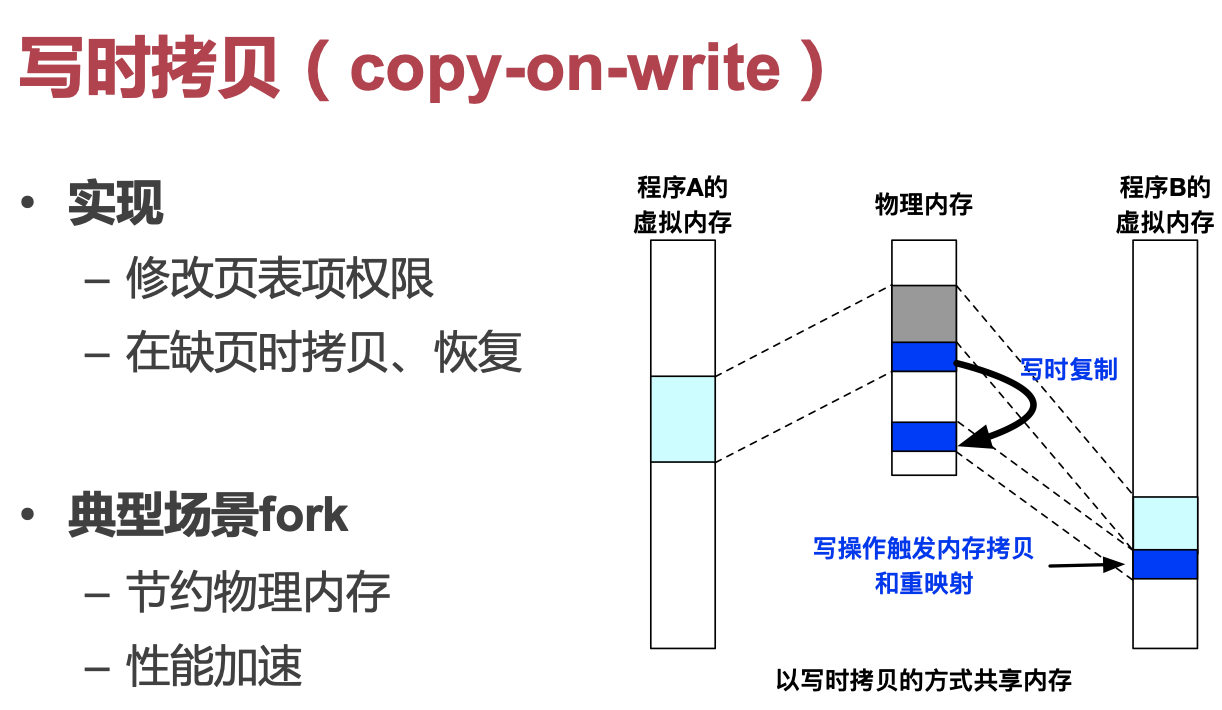 写时拷贝（copy-on-write）
• 实现
– 修改页表项权限
– 在缺页时拷贝、恢复
• 典型场景fork
– 节约物理内存
– 性能加速
程序A的
虚拟内存
物理内存
程序B的
虚拟内存
写时复制
写操作触发内存拷贝
和重映射
以写时拷贝的方式共享内存